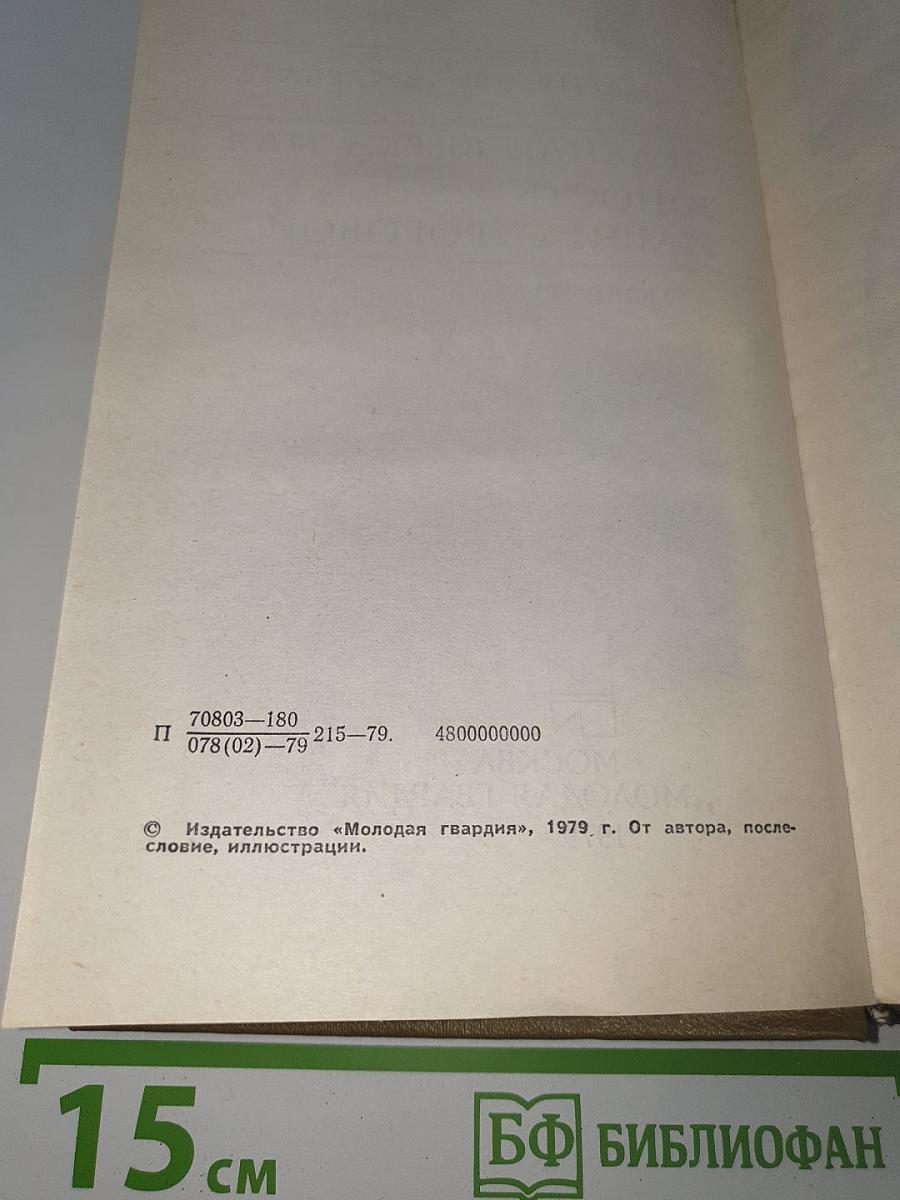 П 70803—180 215—79. 4800000000
078(02)—79
© Издательство «Молодая гвардия», 1979 г. От автора, после-
словие, иллюстрации.
15 см
БФ БИБЛИОФАН